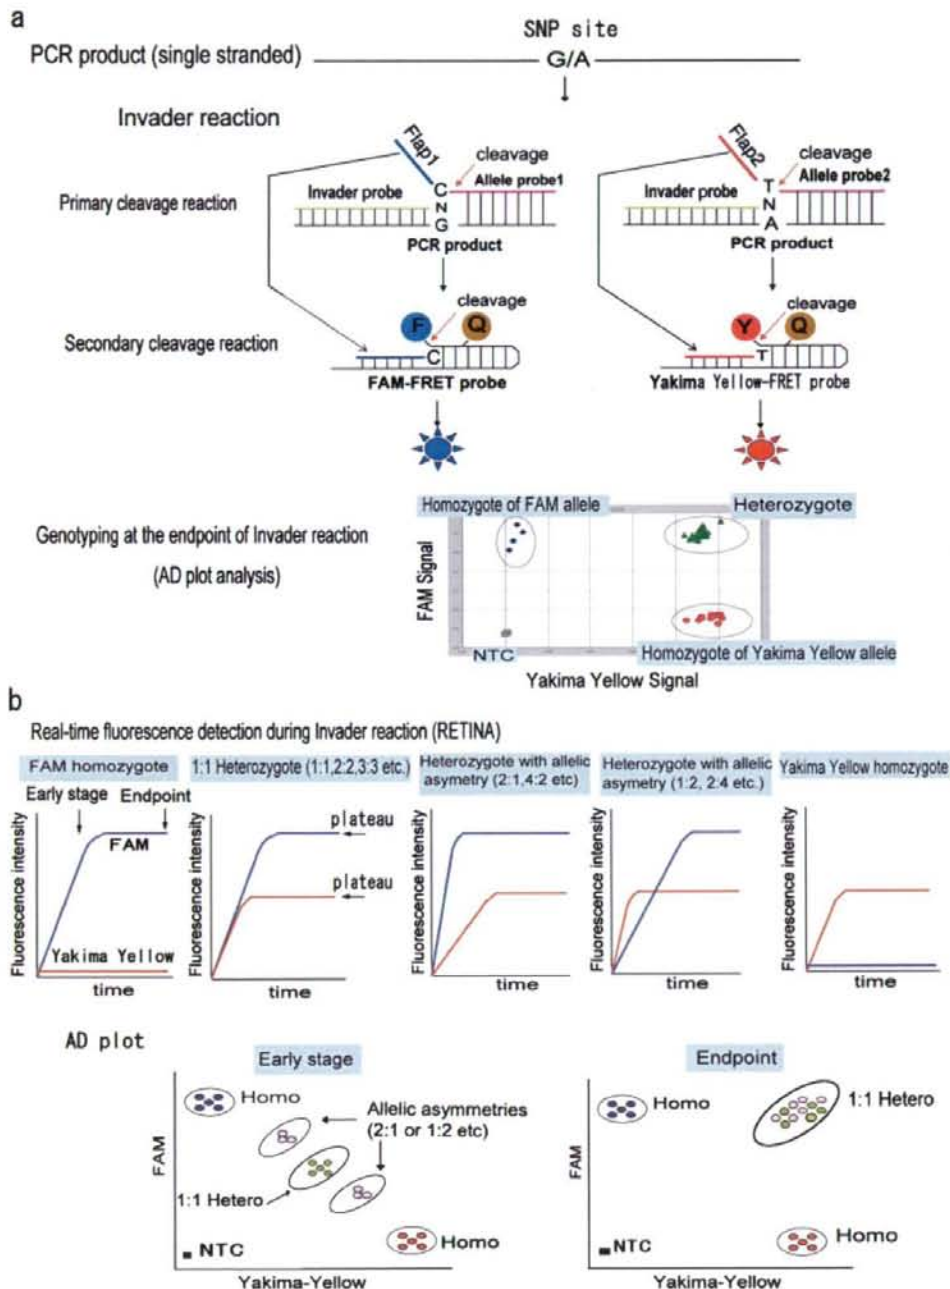 a
SNP site
PCR product (single stranded)
G/A
Invader reaction
Flap1
cleavage
Flap2
cleavage
Primary cleavage reaction
Invader probe
C
N
G
Allele probe1
Invader probe
T
N
A
Allele probe2
PCR product
PCR product
cleavage
cleavage
F
Q
Y
Q
Secondary cleavage reaction
C
T
FAM-FRET probe
Yakima Yellow-FRET probe
Homozygote of FAM allele
Heterozygote
Genotyping at the endpoint of Invader reaction
(AD plot analysis)
FAM Signal
NTC
Homozygote of Yakima Yellow allele
Yakima Yellow Signal
b
Real-time fluorescence detection during Invader reaction (RETINA)
FAM homozygote
1:1 Heterozygote (1:1,2:2,3:3 etc.)
Heterozygote with allelic
asymetry (2:1,4:2 etc)
Heterozygote with allelic
asymetry (1:2, 2:4 etc.)
Yakima Yellow homozygote
Early stage
Endpoint
plateau
FAM
plateau
Yakima Yellow
Fluorescence intensity
Fluorescence intensity
Fluorescence intensity
Fluorescence intensity
Fluorescence intensity
time
time
time
time
time
AD plot
Early stage
Endpoint
Homo
Allelic asymmetries
(2:1 or 1:2 etc)
1:1 Hetero
Homo
NTC
FAM
Yakima-Yellow
Homo
1:1 Hetero
Homo
NTC
FAM
Yakima-Yellow